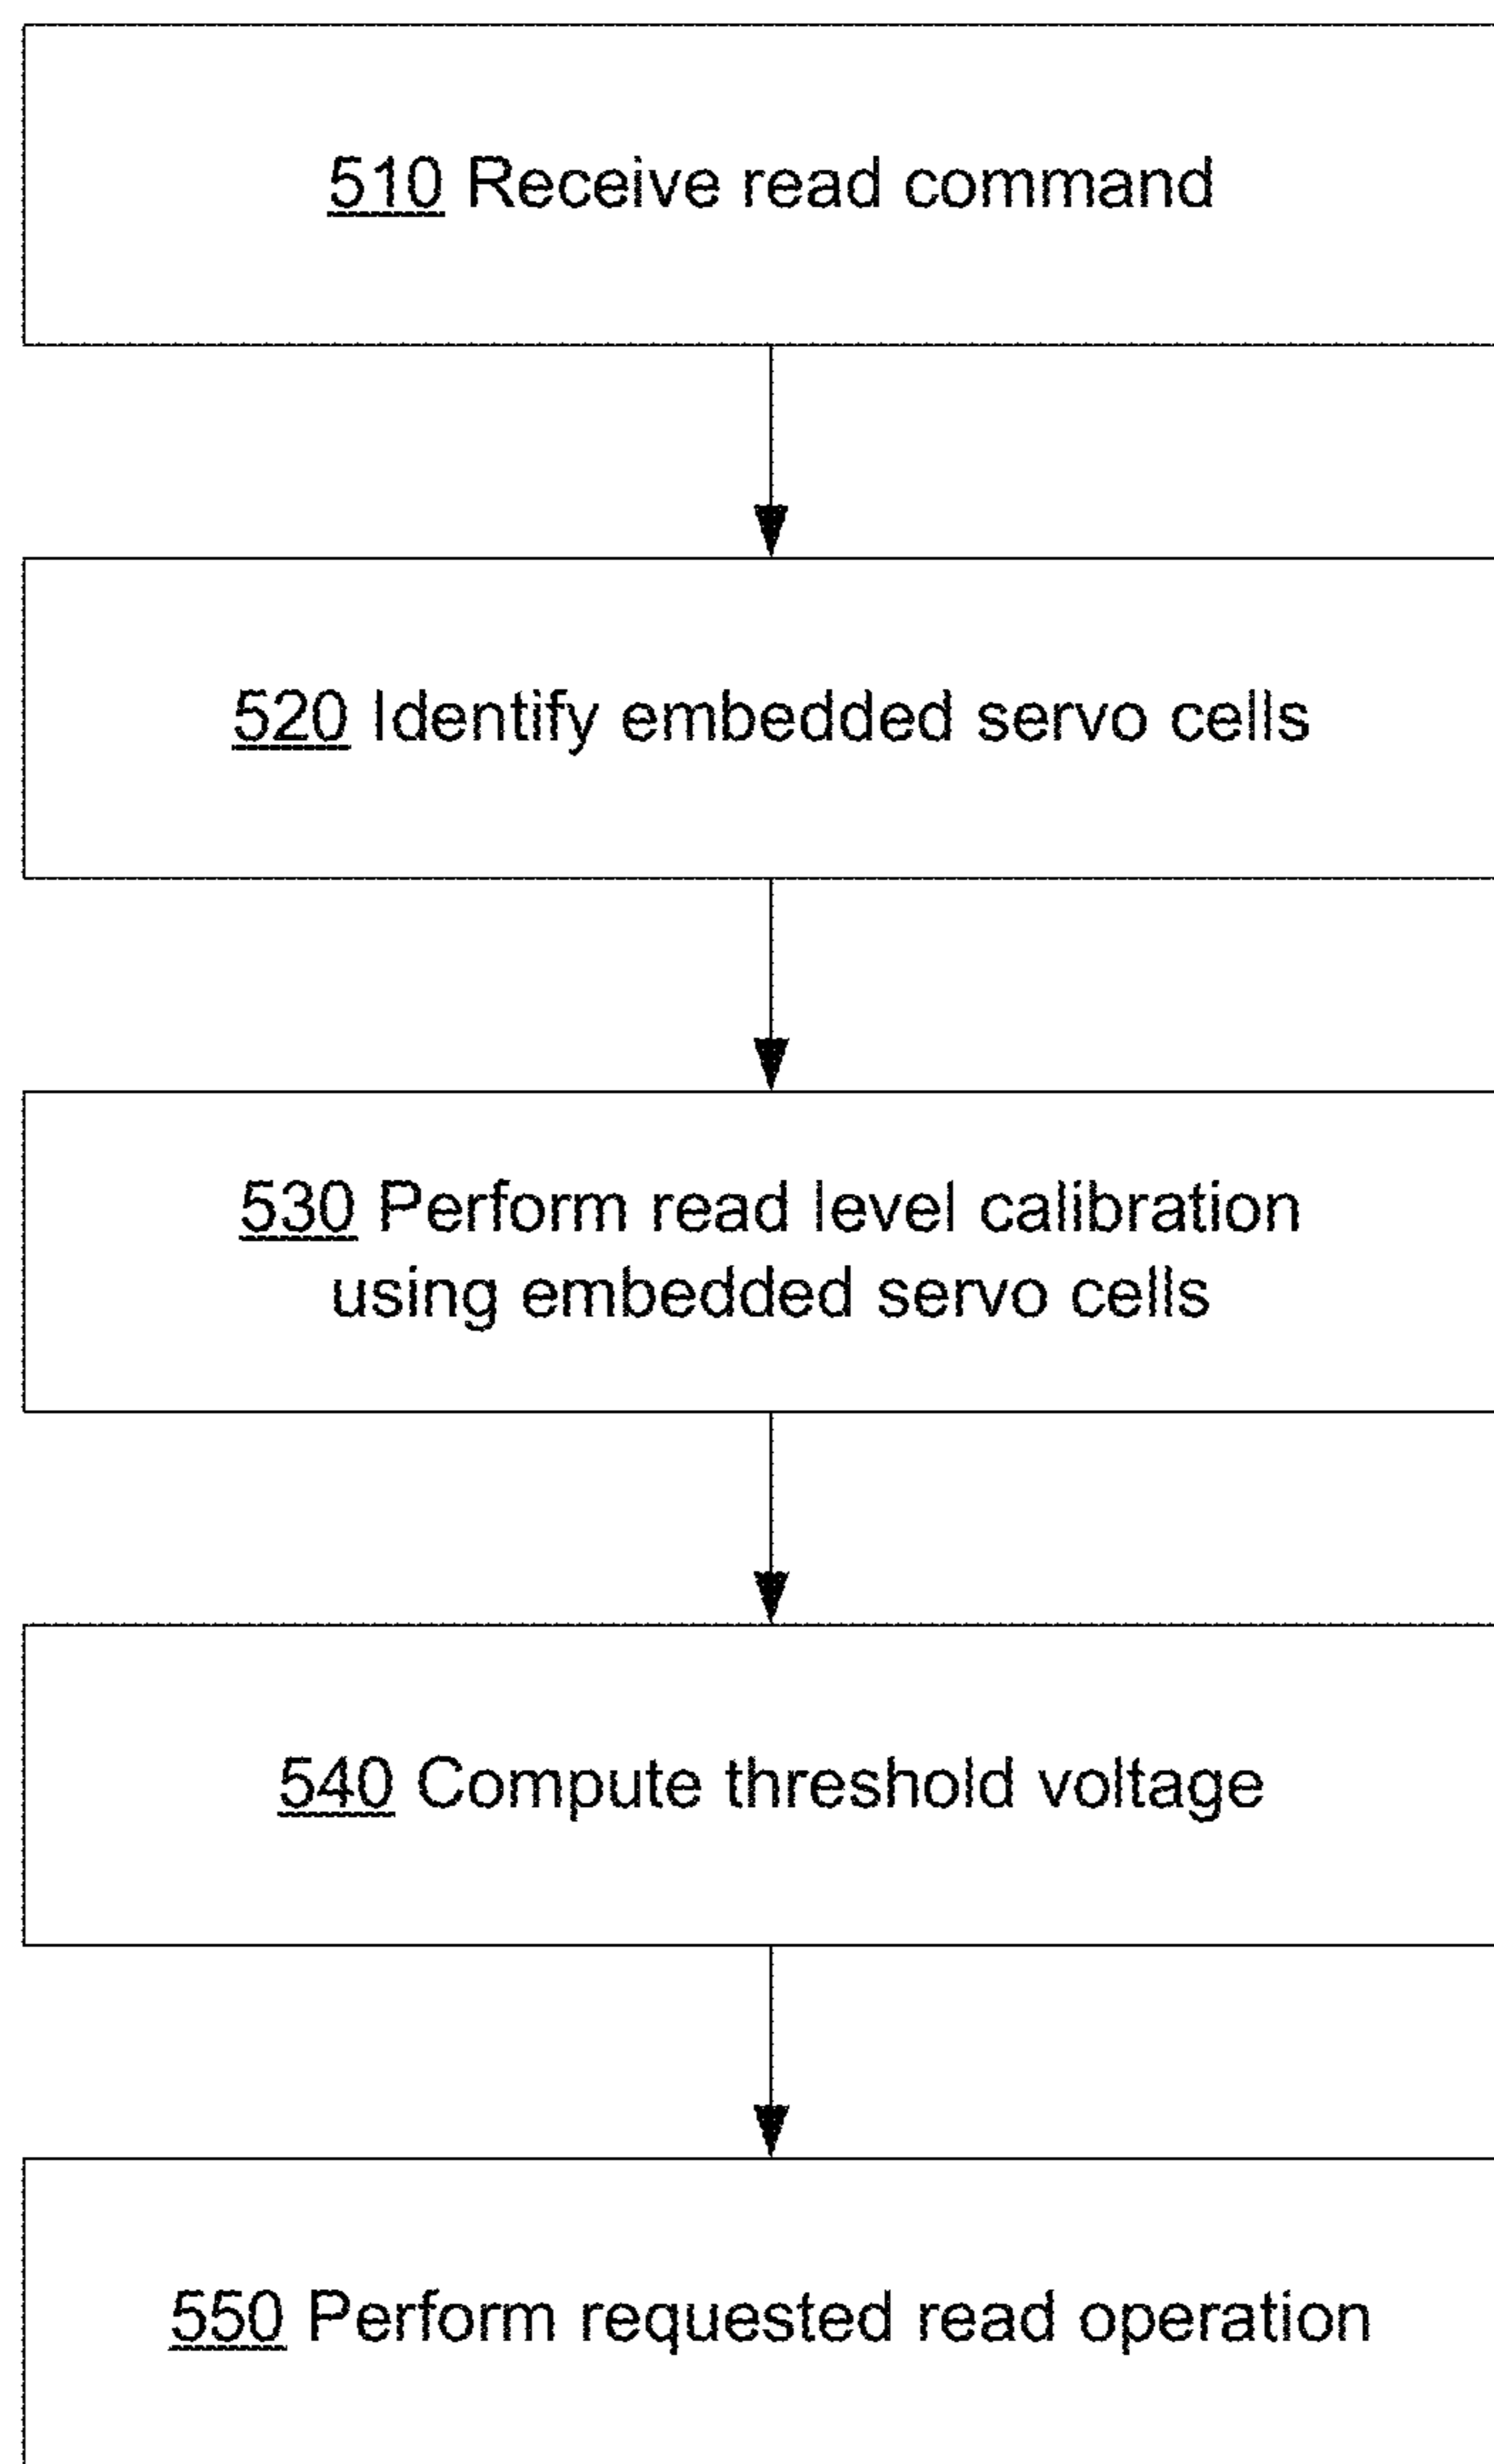 510 Receive read command
520 Identify embedded servo cells
530 Perform read level calibration
using embedded servo cells
540 Compute threshold voltage
550 Perform requested read operation